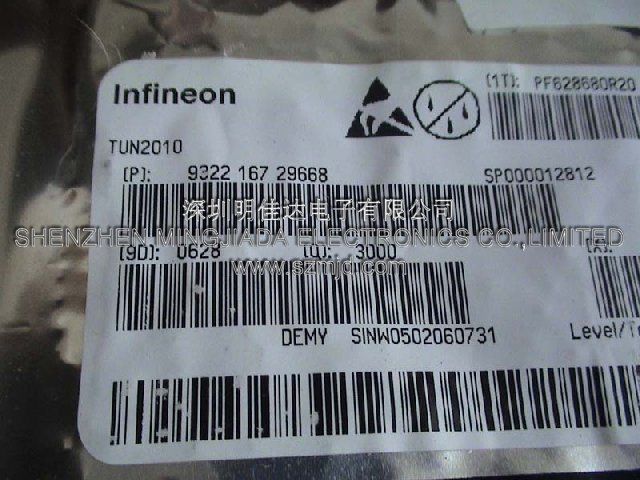 Infineon
(1T): PF628680R20
TUN2010
(P): 9322 167 29668 SP000012812
深圳明佳达电子有限公司
SHENZHEN MINGJIADA ELECTRONICS CO.,LIMITED
(9D): 0628 (Q): 3000 (A):
www.szmjd.com
DEMY SINW0502060731 Level/